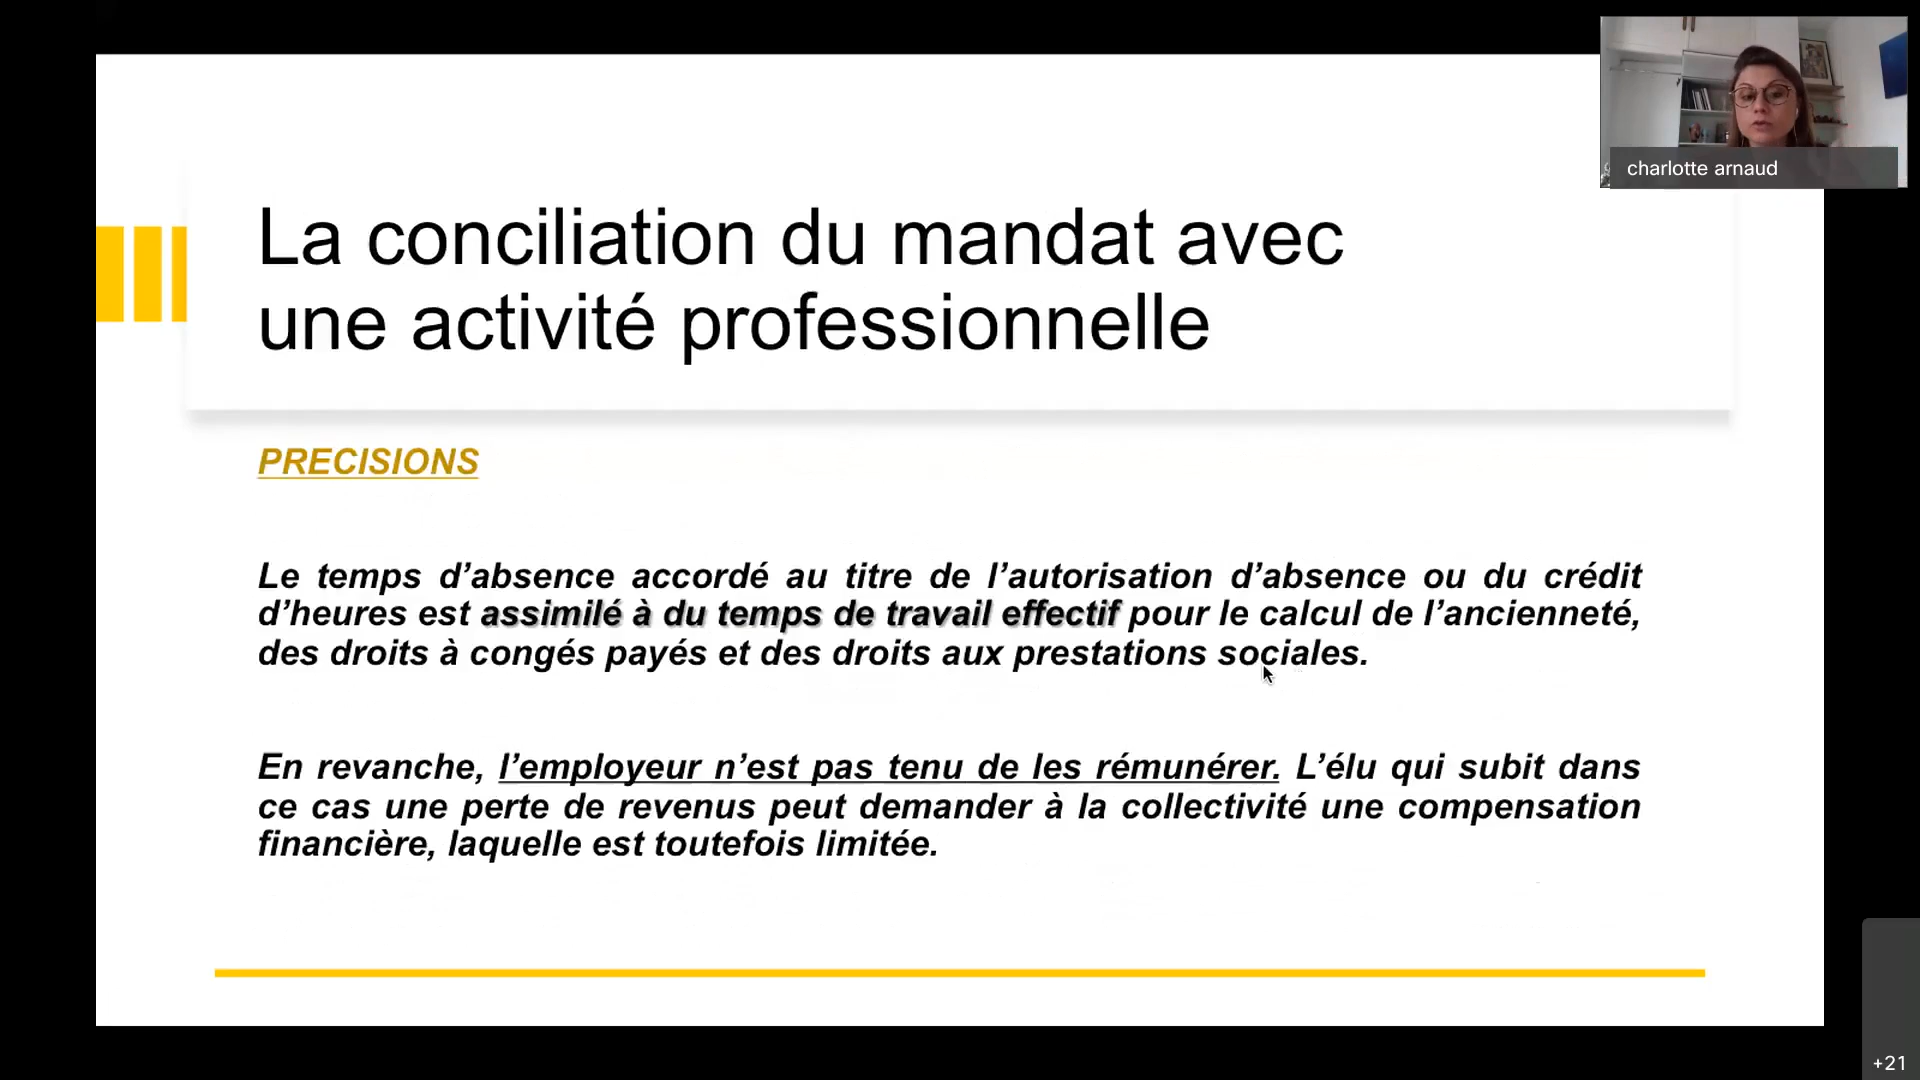 charlotte arnaud
La conciliation du mandat avec
une activité professionnelle
PRECISIONS
Le temps d’absence accordé au titre de l’autorisation d’absence ou du crédit
d’heures est assimilé à du temps de travail effectif pour le calcul de l’ancienneté,
des droits à congés payés et des droits aux prestations sociales.
En revanche, l’employeur n’est pas tenu de les rémunérer. L’élu qui subit dans
ce cas une perte de revenus peut demander à la collectivité une compensation
financière, laquelle est toutefois limitée.
+21